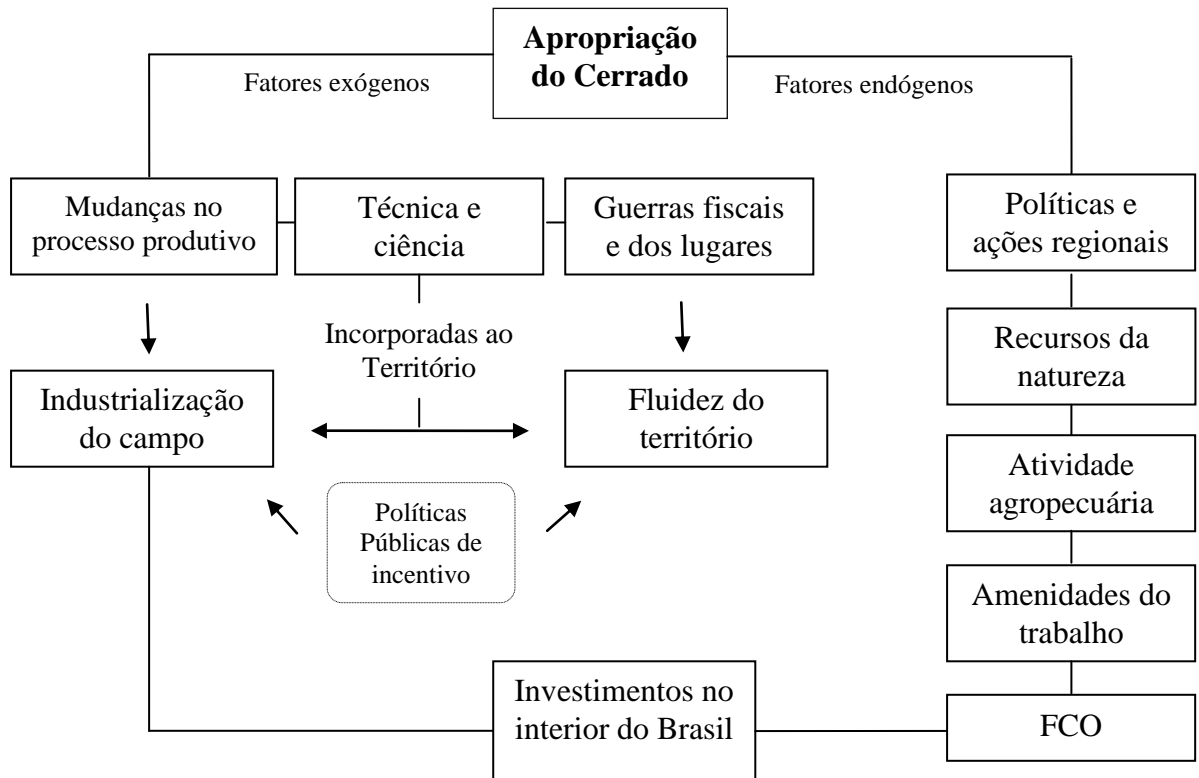 Apropriação
do Cerrado
Fatores exógenos
Fatores endógenos
Mudanças no
processo produtivo
Técnica e
ciência
Guerras fiscais
e dos lugares
Políticas e
ações regionais
Incorporadas ao
Território
Recursos da
natureza
Industrialização
do campo
Fluidez do
território
Atividade
agropecuária
Políticas
Públicas de
incentivo
Amenidades do
trabalho
Investimentos no
interior do Brasil
FCO